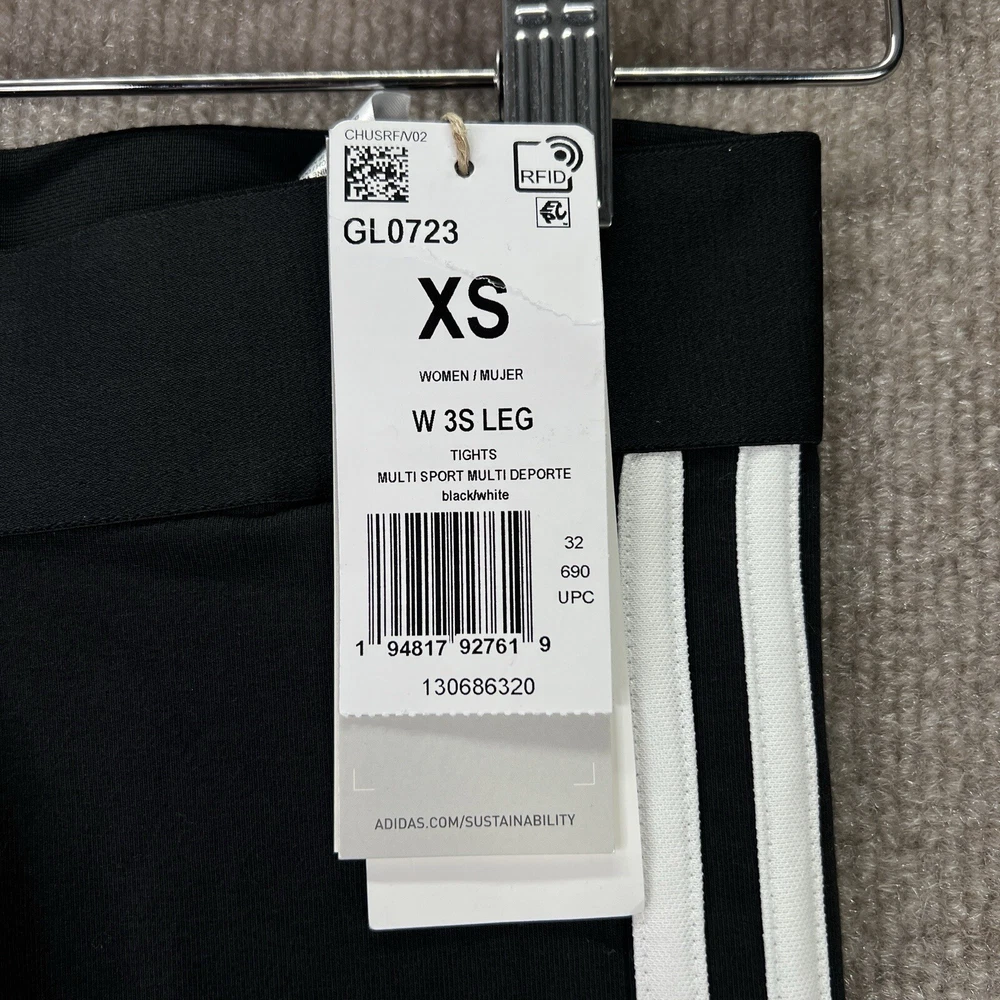 CHUSRF/V02
RFID
EPC
GL0723
XS
WOMEN / MUJER
W 3S LEG
TIGHTS
MULTI SPORT MULTI DEPORTE
black/white
32
690
UPC
1 94817 92761 9
130686320
ADIDAS.COM/SUSTAINABILITY